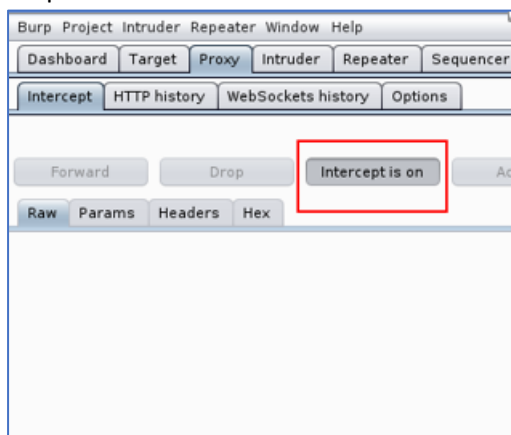 Burp Project Intruder Repeater Window Help
Dashboard Target Proxy Intruder Repeater Sequencer
Intercept HTTP history WebSockets history Options
Forward Drop Intercept is on
Raw Params Headers Hex